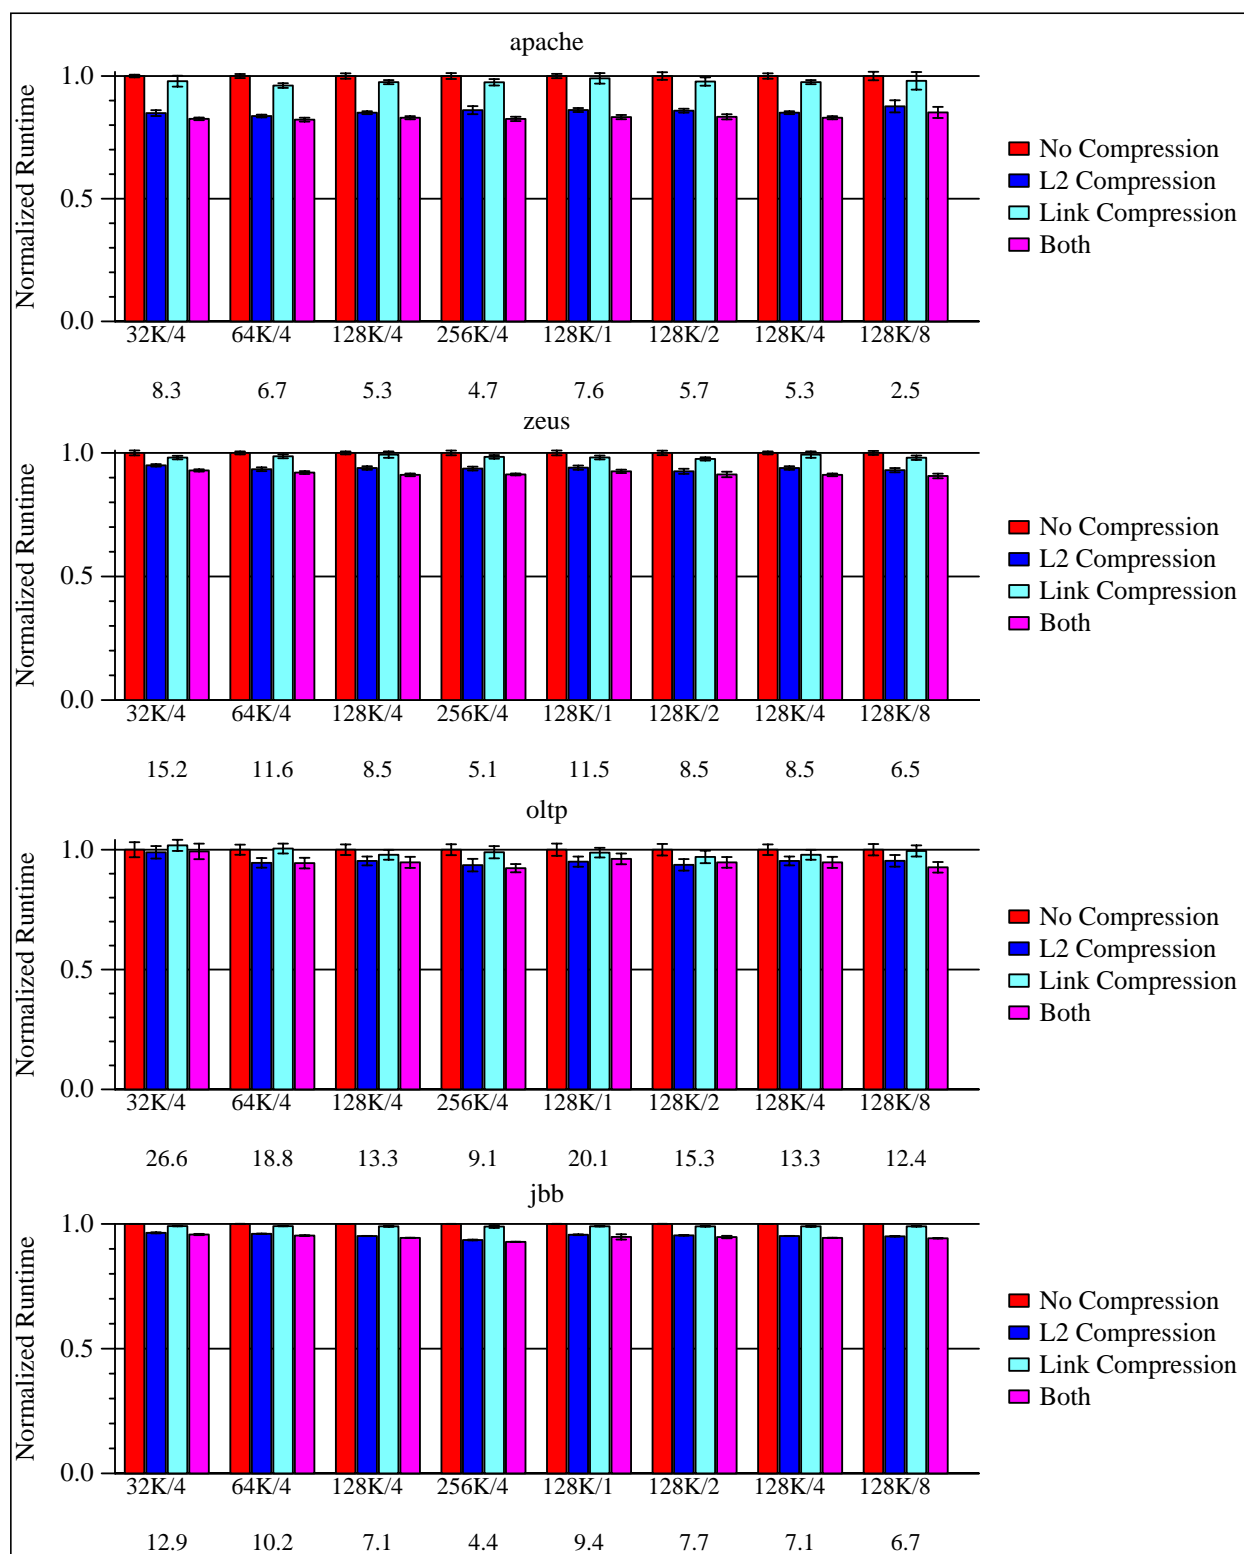 apache
Normalized Runtime
1.0
0.5
0.0
32K/4 64K/4 128K/4 256K/4 128K/1 128K/2 128K/4 128K/8
8.3 6.7 5.3 4.7 7.6 5.7 5.3 2.5
No Compression
L2 Compression
Link Compression
Both
zeus
Normalized Runtime
1.0
0.5
0.0
32K/4 64K/4 128K/4 256K/4 128K/1 128K/2 128K/4 128K/8
15.2 11.6 8.5 5.1 11.5 8.5 8.5 6.5
No Compression
L2 Compression
Link Compression
Both
oltp
Normalized Runtime
1.0
0.5
0.0
32K/4 64K/4 128K/4 256K/4 128K/1 128K/2 128K/4 128K/8
26.6 18.8 13.3 9.1 20.1 15.3 13.3 12.4
No Compression
L2 Compression
Link Compression
Both
jbb
Normalized Runtime
1.0
0.5
0.0
32K/4 64K/4 128K/4 256K/4 128K/1 128K/2 128K/4 128K/8
12.9 10.2 7.1 4.4 9.4 7.7 7.1 6.7
No Compression
L2 Compression
Link Compression
Both